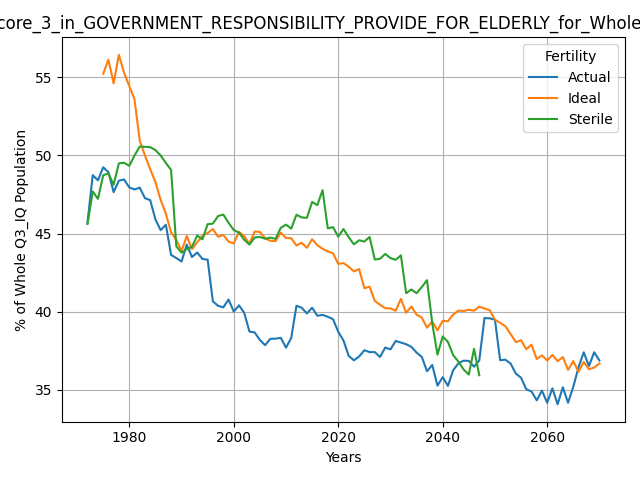 core_3_in_GOVERNMENT_RESPONSIBILITY_PROVIDE_FOR_ELDERLY_for_Whole
Fertility
Actual
Ideal
Sterile
% of Whole Q3_IQ Population
55
50
45
40
35
1980
2000
2020
2040
2060
Years